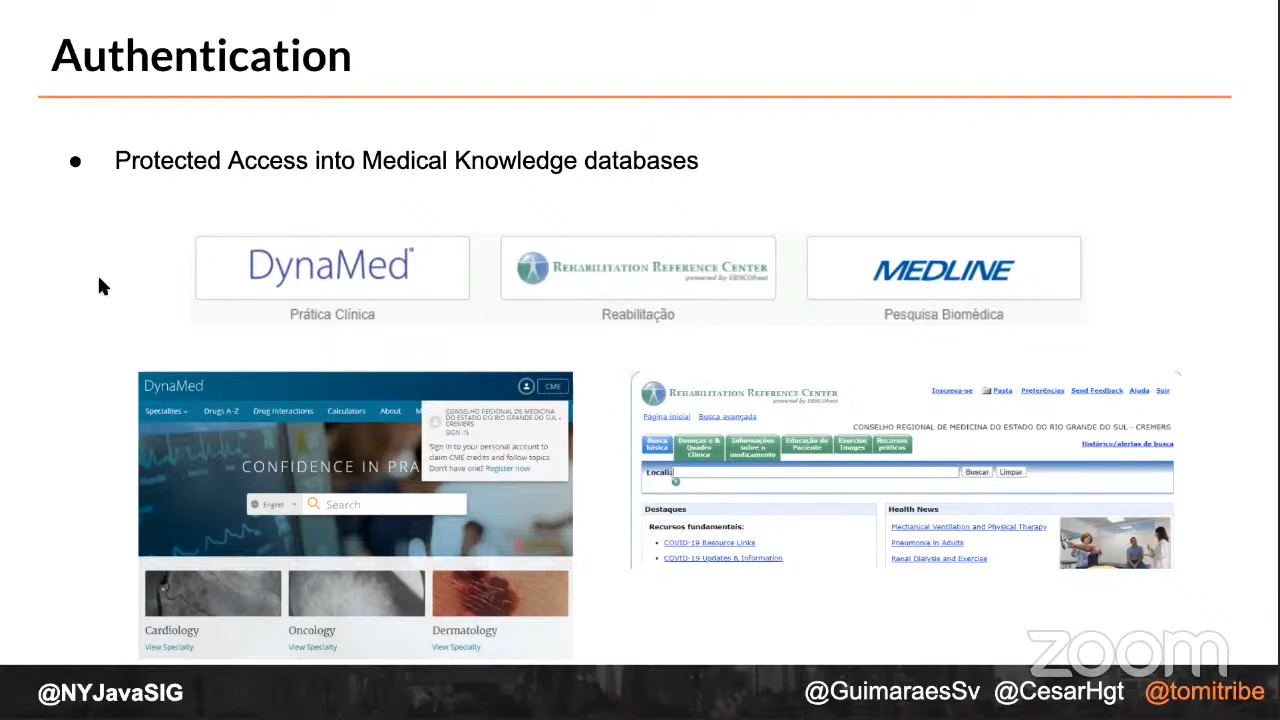 Authentication
● Protected Access into Medical Knowledge databases
DynaMed
REHABILITATION REFERENCE CENTER
powered by EBSCOhost
MEDLINE
Prática Clínica
Reabilitação
Pesquisa Biomédica
DynaMed
CME
Specialties
Drugs A-Z
Drug Interactions
Calculators
About
M
CONSELHO REGIONAL DE MEDICINA
DO ESTADO DO RIO GRANDE DO SUL -
CREMERS
SIGN IN
Sign in to your personal account to
claim CME credits and follow topics.
Don't have one? Register now
CONFIDENCE IN PRA
English
Search
Cardiology
View Specialty
Oncology
View Specialty
Dermatology
View Specialty
REHABILITATION REFERENCE CENTER
powered by EBSCOhost
Inscreva-se
Pasta
Preferências
Send Feedback
Ajuda
Sair
Página inicial
Busca avançada
CONSELHO REGIONAL DE MEDICINA DO ESTADO DO RIO GRANDE DO SUL - CREMERS
Busca
básica
Doenças e &
Quadro
Clínico
Informações
sobre o
medicamento
Educação do
Paciente
Exercise
Images
Recursos
práticos
Histórico/alertas de busca
Buscar
Limpar
Destaques
Recursos fundamentais:
• COVID-19 Resource Links
• COVID-19 Updates & Information
Health News
Mechanical Ventilation and Physical Therapy
Pneumonia in Adults
Renal Dialysis and Exercise
zoom
@NYJavaSIG
@GuimaraesSv @CesarHgt @tomitribe